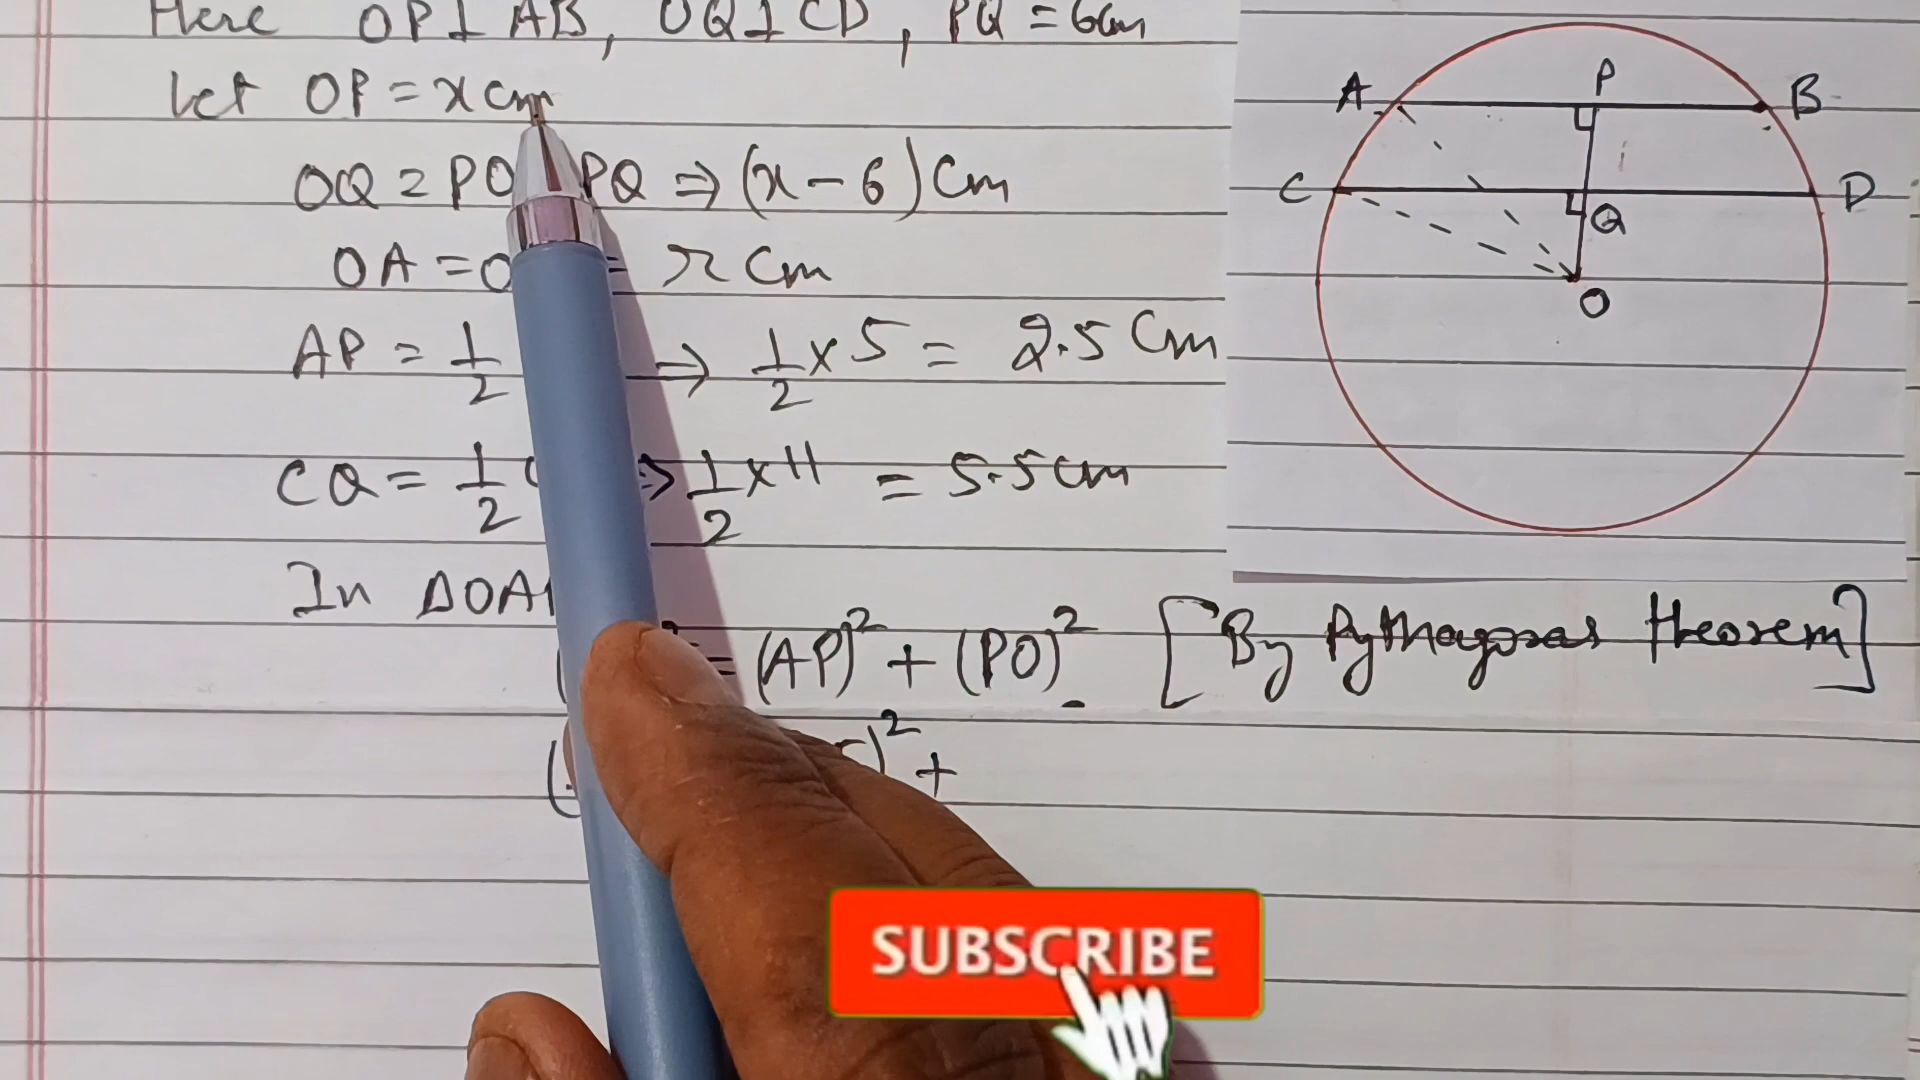 Here OP⊥AB, OQ⊥CD, PQ = 6cm
Let OP = x cm
OQ = PO PQ ⇒ (x – 6) Cm
OA = O = r Cm
AP = 1/2 ⇒ 1/2 × 5 = 2.5 Cm
CQ = 1/2 ⇒ 1/2 × 11 = 5.5 cm
In ΔOA
( ² = (AP)² + (PO)² [By Pythagoras theorem]
( )² +
A
P
B
C
D
Q
O
SUBSCRIBE